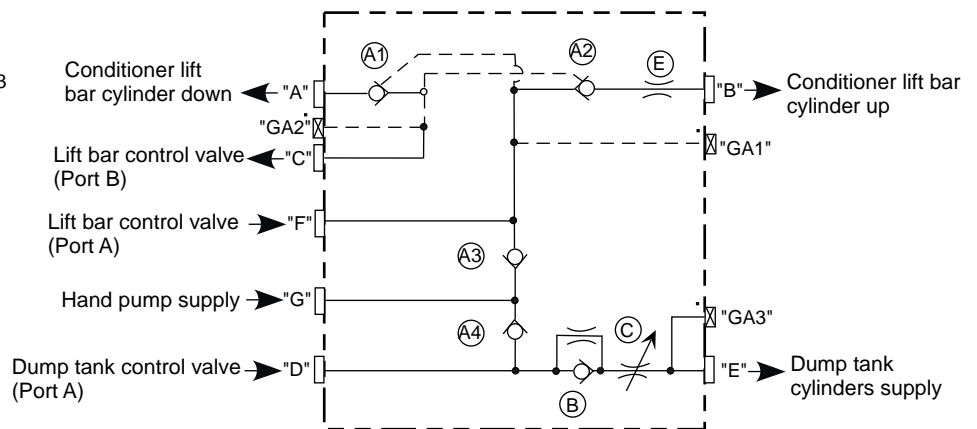 3
Conditioner lift
bar cylinder down
"A"
"GA2"
Lift bar control valve
(Port B)
"C"
Lift bar control valve
(Port A)
"F"
Hand pump supply
"G"
Dump tank control valve
(Port A)
"D"
A1
A2
E
A3
A4
B
C
"B"
Conditioner lift bar
cylinder up
"GA1"
"GA3"
"E"
Dump tank
cylinders supply